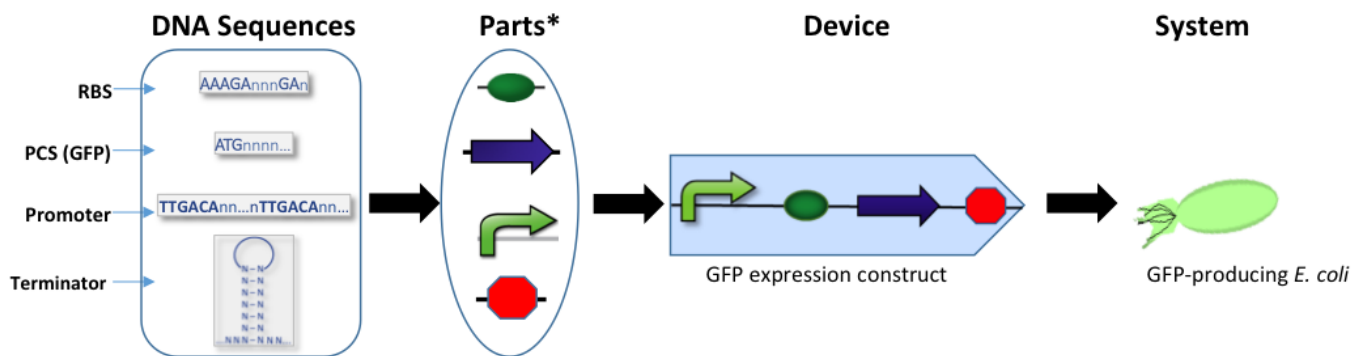 DNA Sequences
Parts*
Device
System
RBS
AAAGAnnnGAn
PCS (GFP)
ATGnnnn...
Promoter
TTGACAnn...nTTGACAnn...
Terminator
N-N
N-N
N-N
N-N
N-N
N-N
...NNNN NNN...
GFP expression construct
GFP-producing E. coli